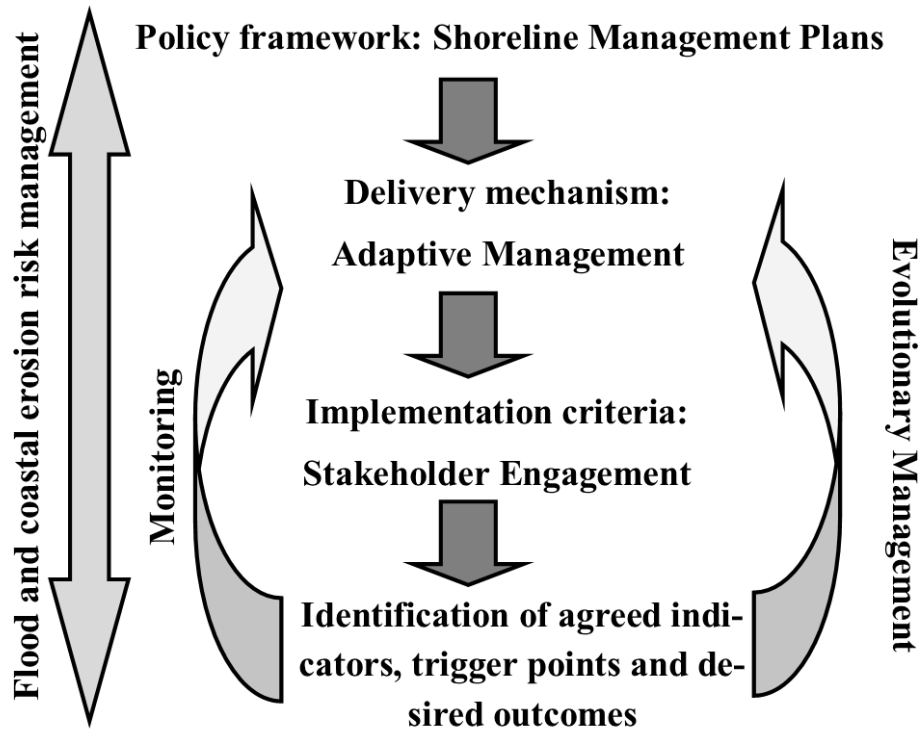 Policy framework: Shoreline Management Plans
Flood and coastal erosion risk management
Delivery mechanism:
Adaptive Management
Monitoring
Evolutionary Management
Implementation criteria:
Stakeholder Engagement
Identification of agreed indi-
cators, trigger points and de-
sired outcomes